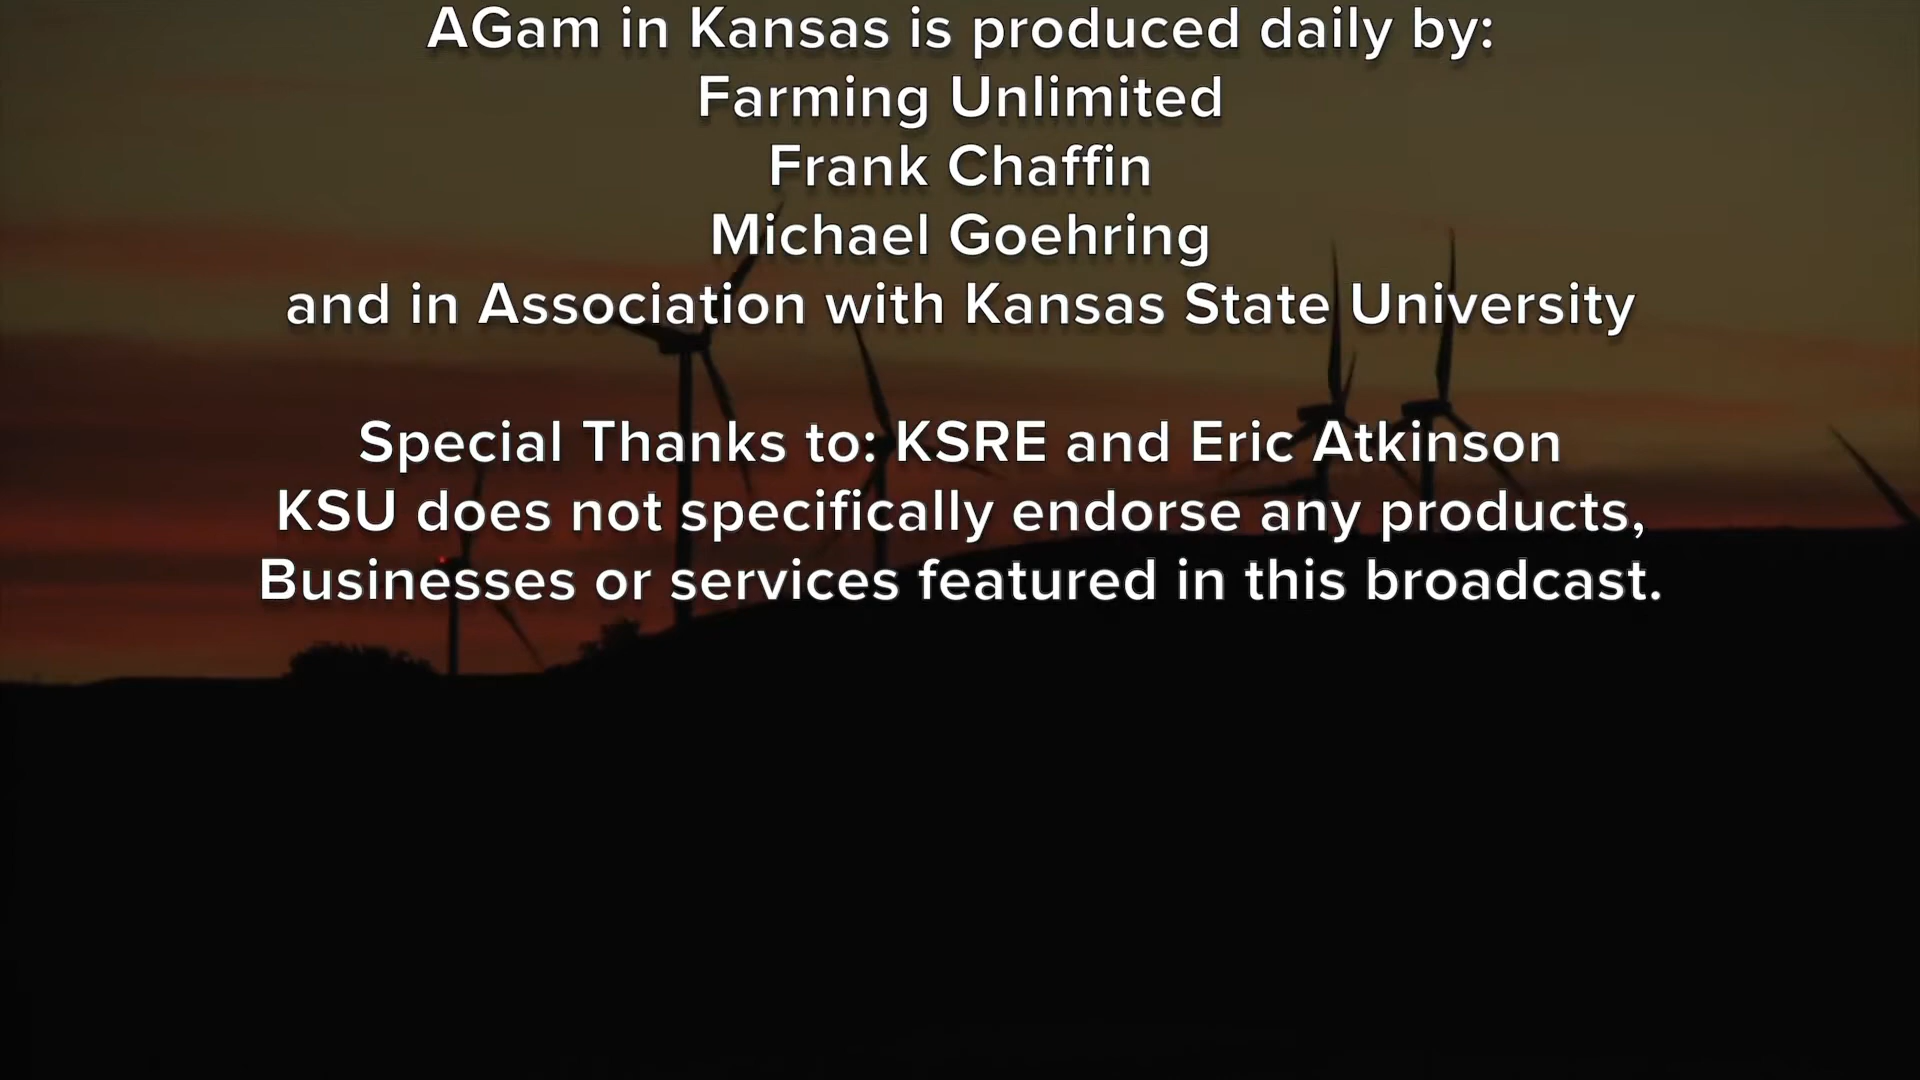 AGam in Kansas is produced daily by:
Farming Unlimited
Frank Chaffin
Michael Goehring
and in Association with Kansas State University
Special Thanks to: KSRE and Eric Atkinson
KSU does not specifically endorse any products,
Businesses or services featured in this broadcast.